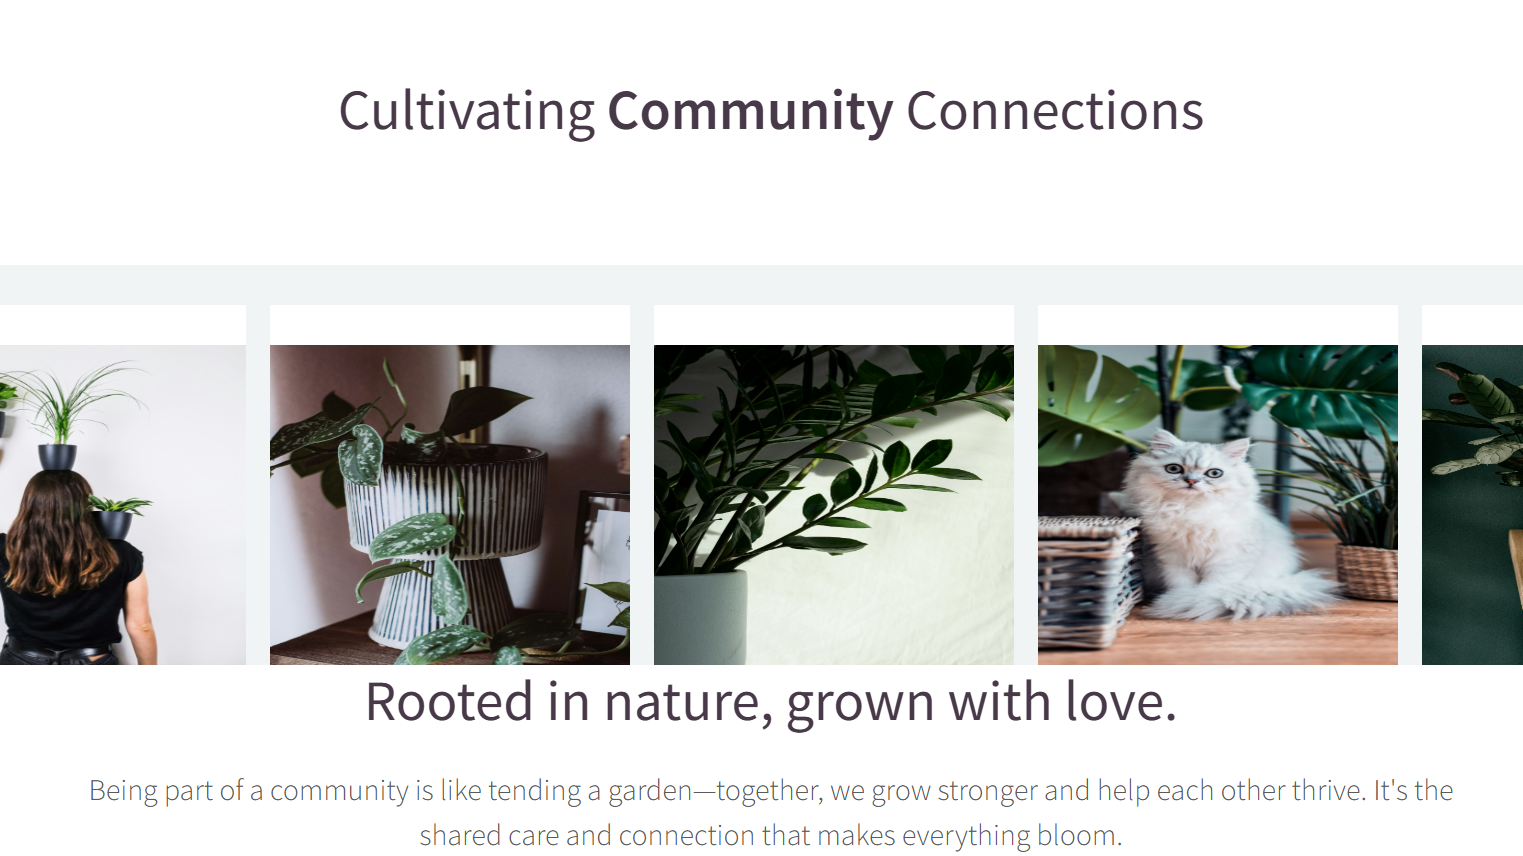 Cultivating Community Connections
Rooted in nature, grown with love.
Being part of a community is like tending a garden—together, we grow stronger and help each other thrive. It's the
shared care and connection that makes everything bloom.